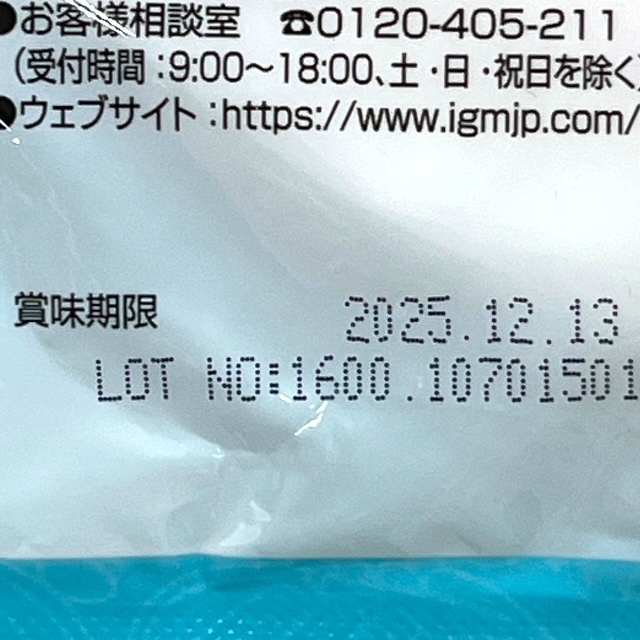 ●お客様相談室 ☎0120-405-211
(受付時間:9:00～18:00、土・日・祝日を除く)
●ウェブサイト:https://www.igmjp.com/
賞味期限 2025.12.13
LOT NO:1600.10701501